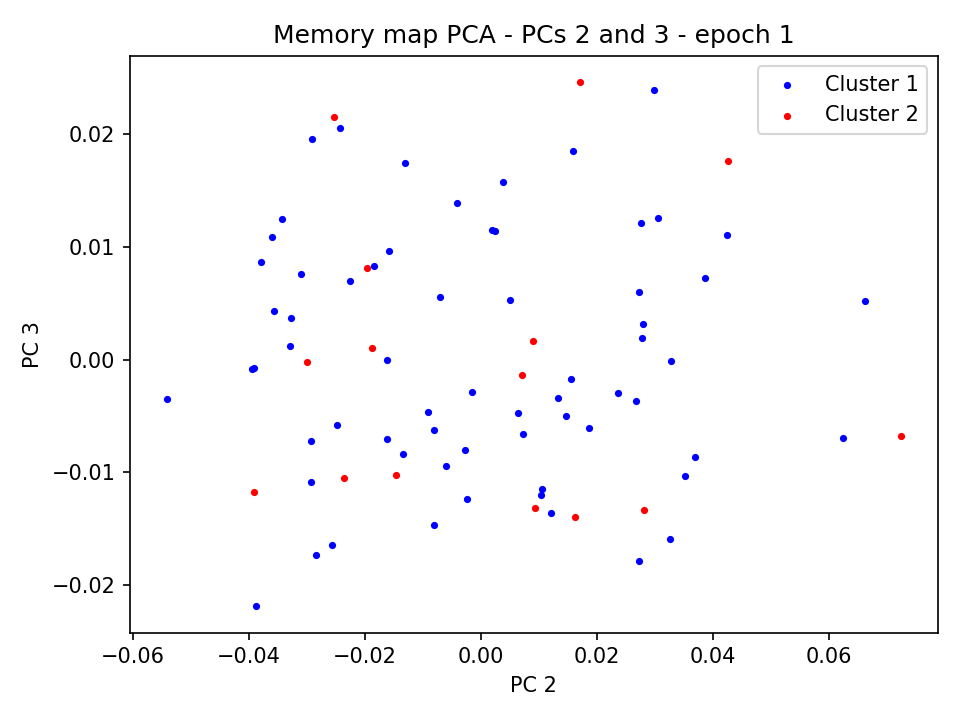 Memory map PCA - PCs 2 and 3 - epoch 1
Cluster 1
Cluster 2
PC 3
0.02
0.01
0.00
−0.01
−0.02
−0.06
−0.04
−0.02
0.00
0.02
0.04
0.06
PC 2